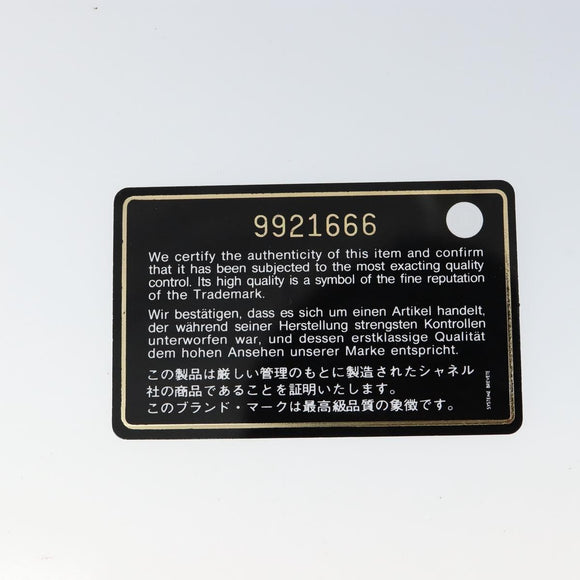 9921666
We certify the authenticity of this item and confirm
that it has been subjected to the most exacting quality
control. Its high quality is a symbol of the fine reputation
of the Trademark.
Wir bestätigen, dass es sich um einen Artikel handelt,
der während seiner Herstellung strengsten Kontrollen
unterworfen war, und dessen erstklassige Qualität
dem hohen Ansehen unserer Marke entspricht.
この製品は厳しい管理のもとに製造されたシャネル
社の商品であることを証明いたします。
このブランド・マークは最高級品質の象徴です。
SYSTEME BREVETE